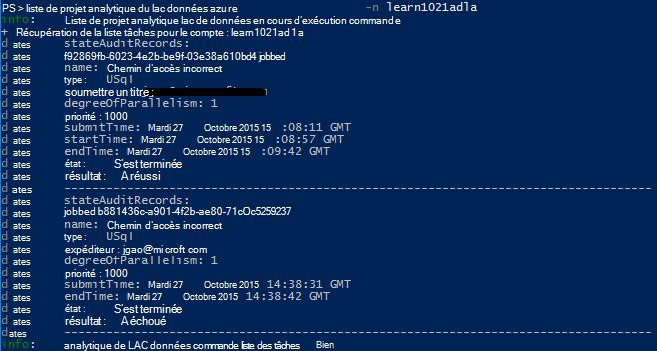 PS > liste de projet analytique du lac données azure -n learn1021adla
info: Liste de projet analytique lac de données en cours d'exécution commande
+ Récupération de la liste tâches pour le compte : learn1021ad 1a
d ates stateAuditRecords:
d ates f92869fb-6023-4e2b-be9f-03e38a610bd4 jobbed
d ates name: Chemin d'accès incorrect
d ates type : USql
d ates soumettre un titre :
d ates degreeOfParallelism: 1
d ates priorité : 1000
d ates submitTime: Mardi 27 Octobre 2015 15 :08:11 GMT
d ates startTime: Mardi 27 Octobre 2015 15 :08:57 GMT
d ates endTime: Mardi 27 Octobre 2015 15 :09:42 GMT
d ates état : S'est terminée
d ates résultat : A réussi
d ates ------------------------------------------------------------------------
d ates stateAuditRecords:
d ates jobbed b881436c-a901-4f2b-ae80-71c0c5259237
d ates name: Chemin d'accès incorrect
d ates type : USql
d ates expéditeur : jgao@microft com
d ates degreeOfParallelism: 1
d ates priorité : 1000
d ates submitTime: Mardi 27 Octobre 2015 14:38:31 GMT
d ates endTime: Mardi 27 Octobre 2015 14:38:42 GMT
d ates état : S'est terminée
d ates résultat : A échoué
d ates ------------------------------------------------------------------------
info: analytique de LAC données commande liste des tâches Bien